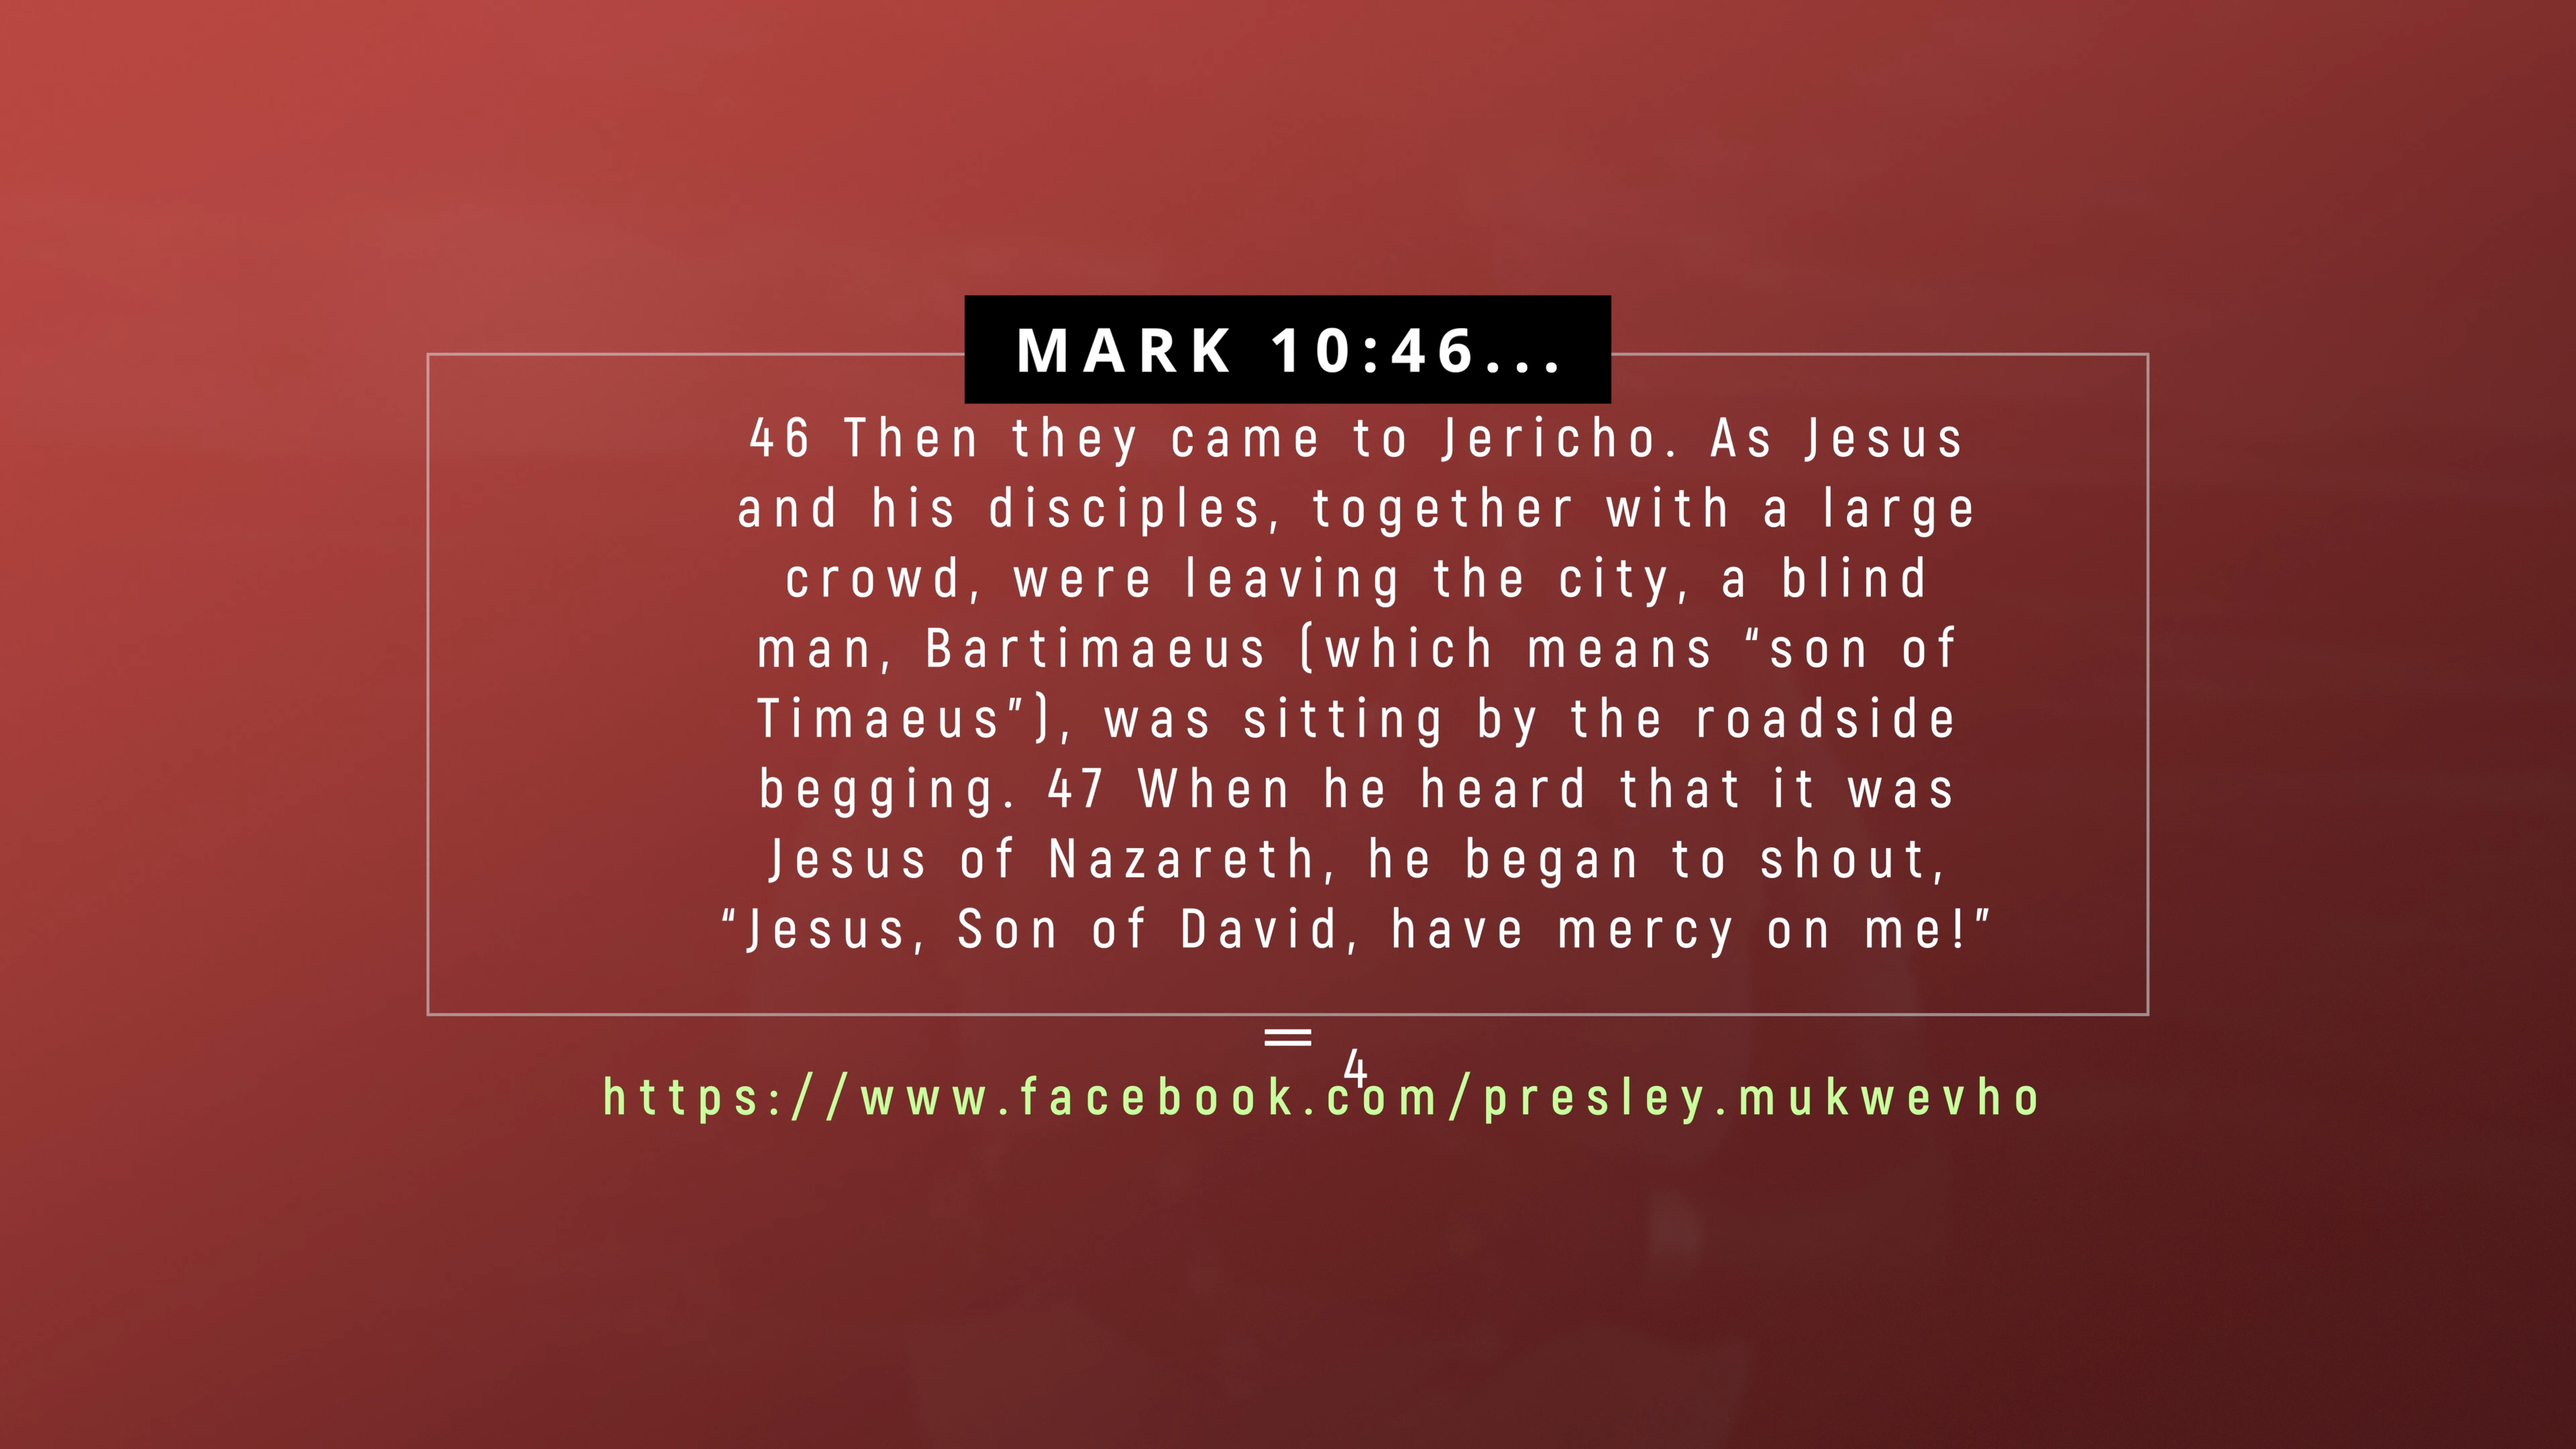 MARK 10:46...
46 Then they came to Jericho. As Jesus
and his disciples, together with a large
crowd, were leaving the city, a blind
man, Bartimaeus (which means “son of
Timaeus”), was sitting by the roadside
begging. 47 When he heard that it was
Jesus of Nazareth, he began to shout,
“Jesus, Son of David, have mercy on me!”
=
4
https://www.facebook.com/presley.mukwevho